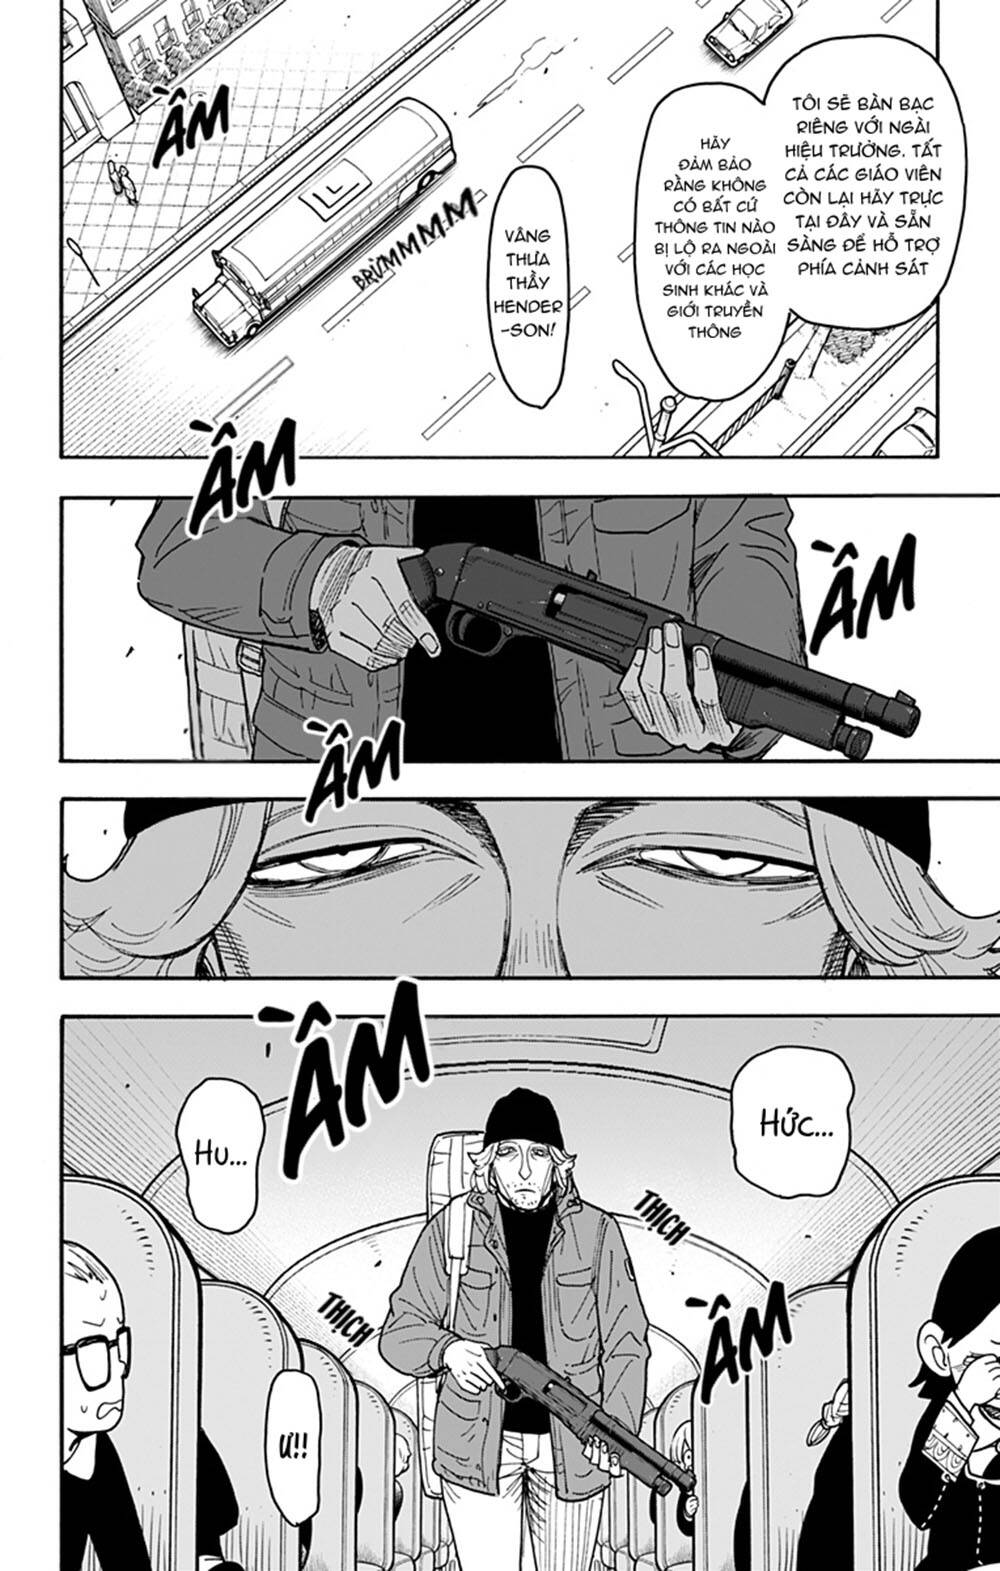 TÔI SẼ BÀN BẠC
RIÊNG VỚI NGÀI
HIỆU TRƯỞNG. TẤT
CẢ CÁC GIÁO VIÊN
CÒN LẠI HÃY TRỰC
TẠI ĐÂY VÀ SẴN
SÀNG ĐỂ HỖ TRỢ
PHÍA CẢNH SÁT
HÃY
ĐẢM BẢO
RẰNG KHÔNG
CÓ BẤT CỨ
THÔNG TIN NÀO
BỊ LỘ RA NGOÀI
VỚI CÁC HỌC
SINH KHÁC VÀ
GIỚI TRUYỀN
THÔNG
VÂNG
THƯA
THẦY
HENDER
-SON!
ẦM
BRỪMMMM
ẦM
ẦM
ẦM
ẦM
HỨC...
HU...
THỊCH
THỊCH
ẦM
Ư!!